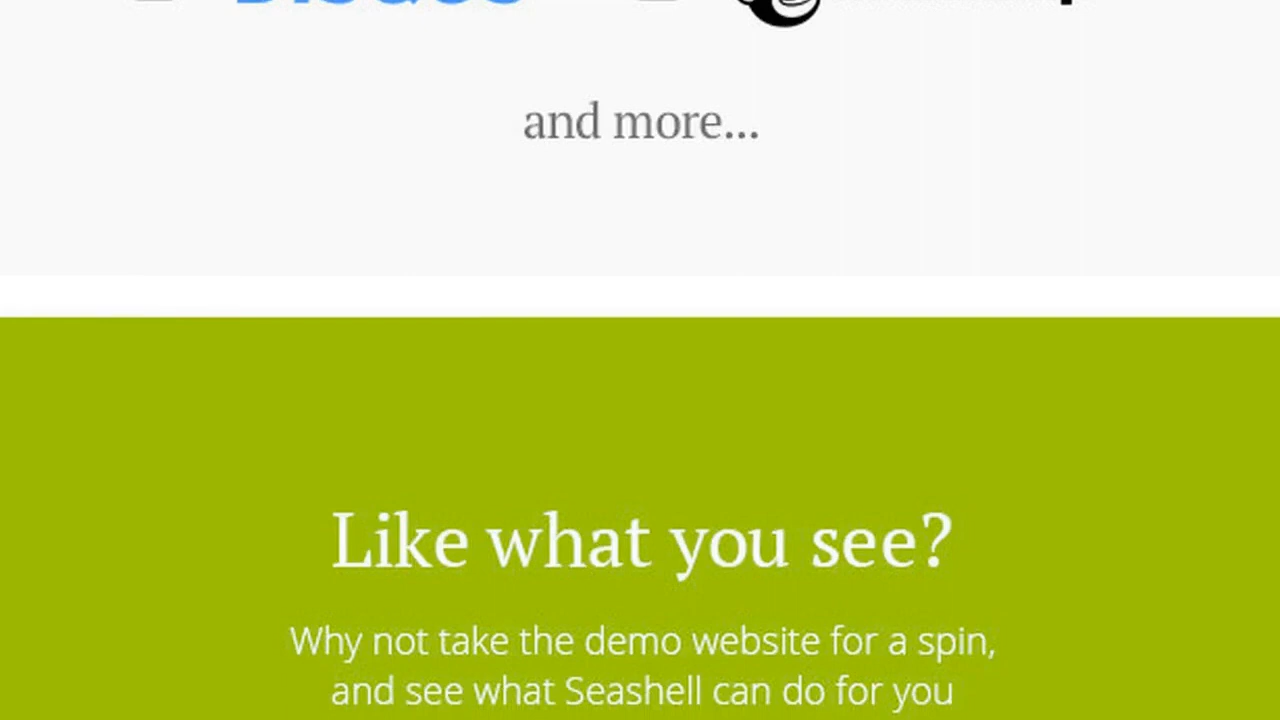 and more...
Like what you see?
Why not take the demo website for a spin,
and see what Seashell can do for you